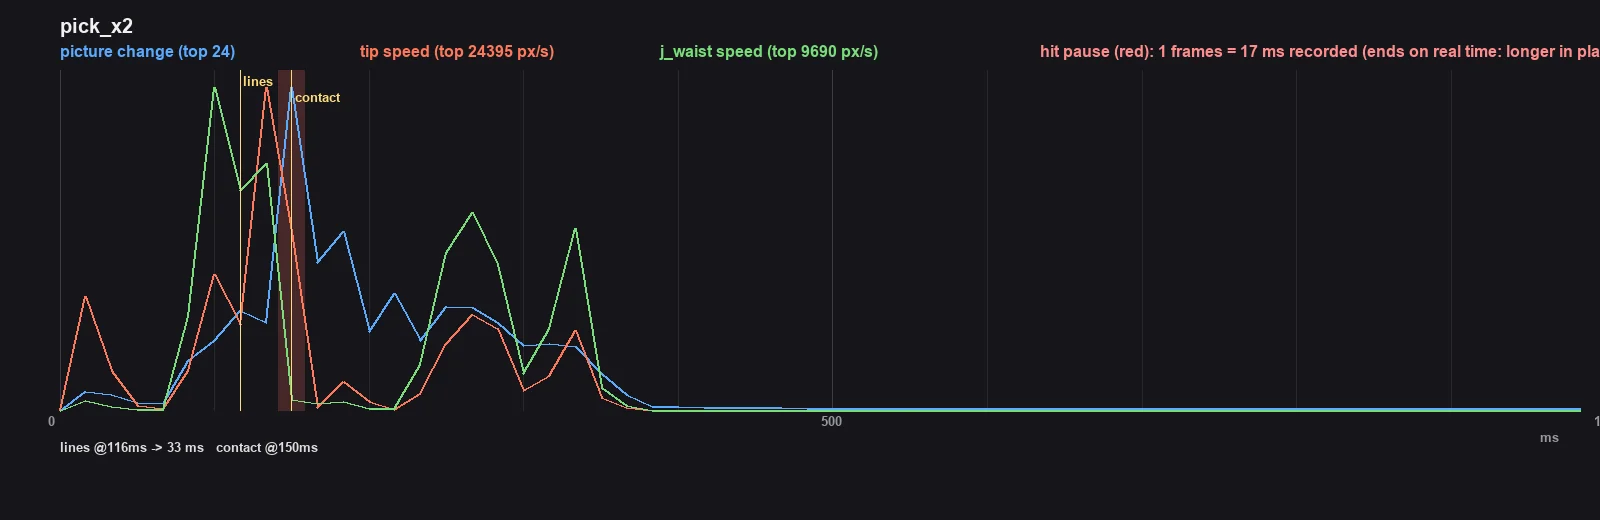 pick_x2
picture change (top 24) tip speed (top 24395 px/s) j_waist speed (top 9690 px/s) hit pause (red): 1 frames = 17 ms recorded (ends on real time: longer in pla
lines
contact
0 500 1
ms
lines @116ms -> 33 ms contact @150ms